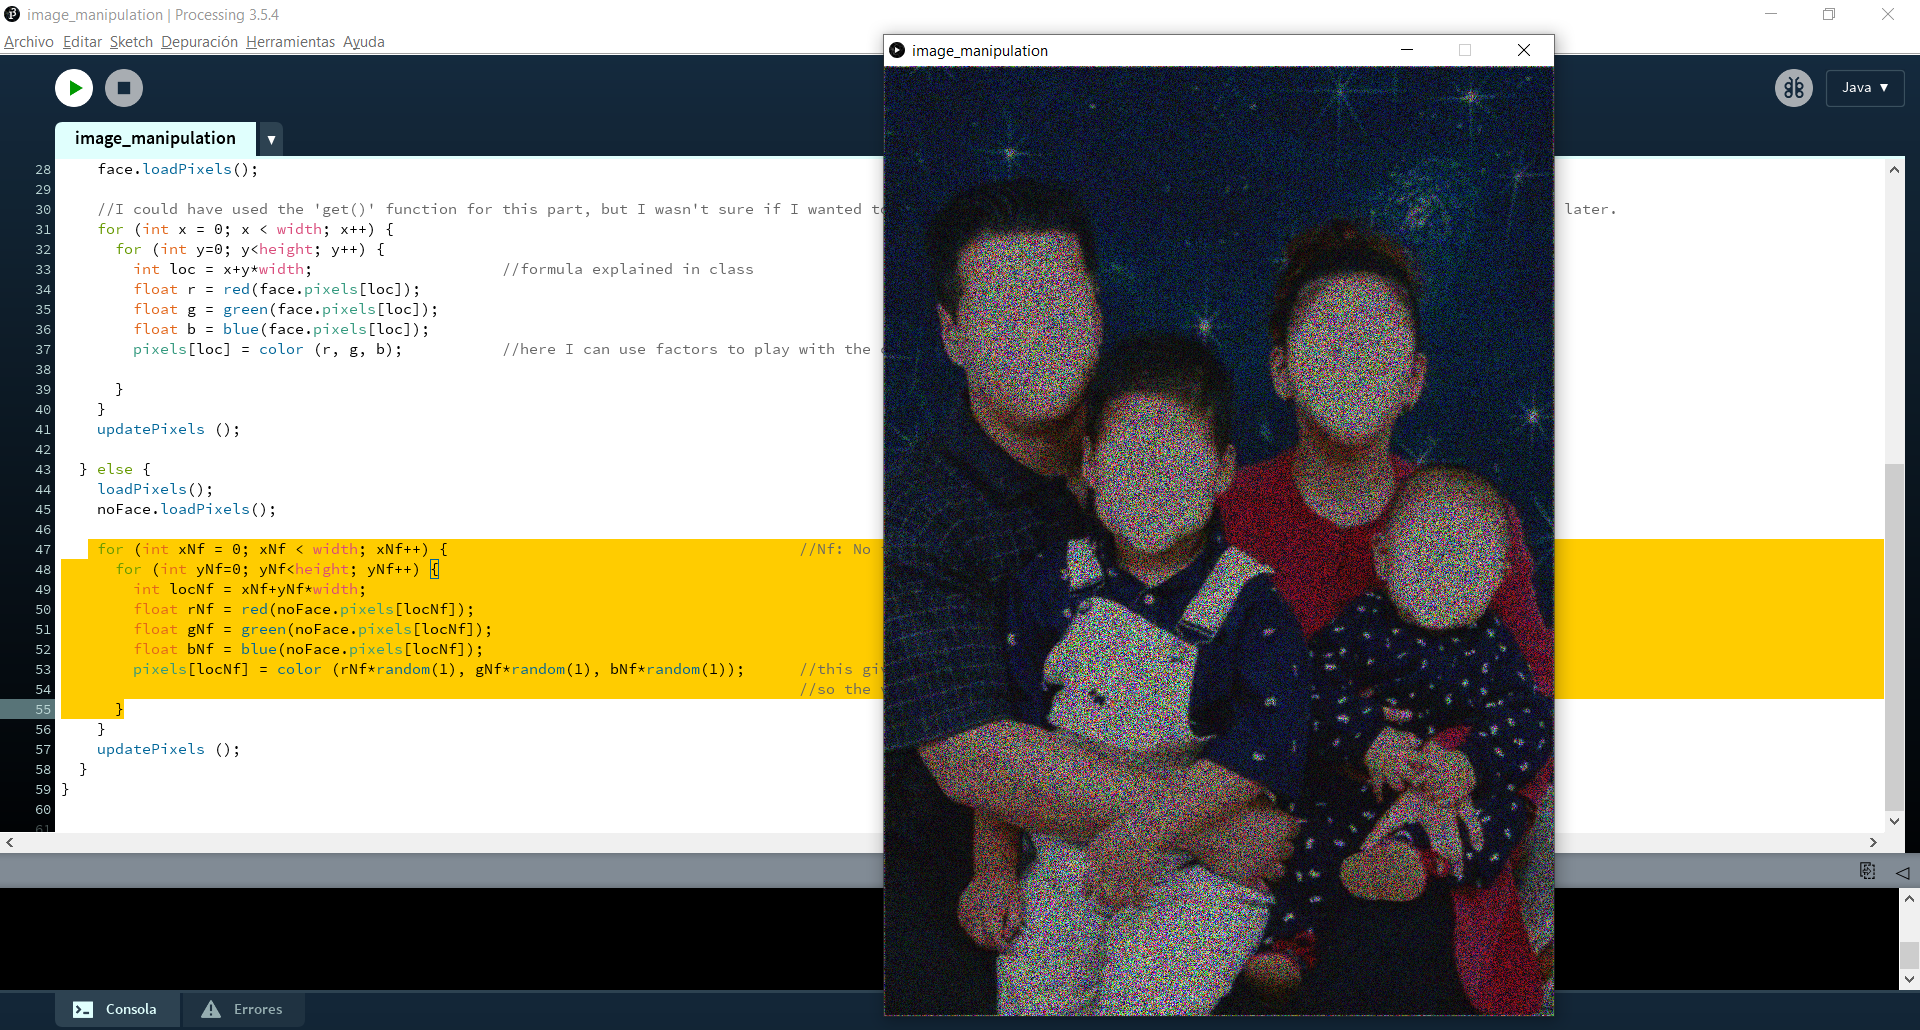 image_manipulation | Processing 3.5.4
Archivo Editar Sketch Depuración Herramientas Ayuda
Java ▼
image_manipulation ▼
28 face.loadPixels();
29
30 //I could have used the 'get()' function for this part, but I wasn't sure if I wanted later.
31 for (int x = 0; x < width; x++) {
32 for (int y=0; y<height; y++) {
33 int loc = x+y*width; //formula explained in class
34 float r = red(face.pixels[loc]);
35 float g = green(face.pixels[loc]);
36 float b = blue(face.pixels[loc]);
37 pixels[loc] = color (r, g, b); //here I can use factors to play with the
38
39 }
40 }
41 updatePixels ();
42
43 } else {
44 loadPixels();
45 noFace.loadPixels();
46
47 for (int xNf = 0; xNf < width; xNf++) { //Nf: No
48 for (int yNf=0; yNf<height; yNf++) {
49 int locNf = xNf+yNf*width;
50 float rNf = red(noFace.pixels[locNf]);
51 float gNf = green(noFace.pixels[locNf]);
52 float bNf = blue(noFace.pixels[locNf]);
53 pixels[locNf] = color (rNf*random(1), gNf*random(1), bNf*random(1)); //this
54 //so the
55 }
56 }
57 updatePixels ();
58 }
59 }
60
61
Consola Errores
image_manipulation